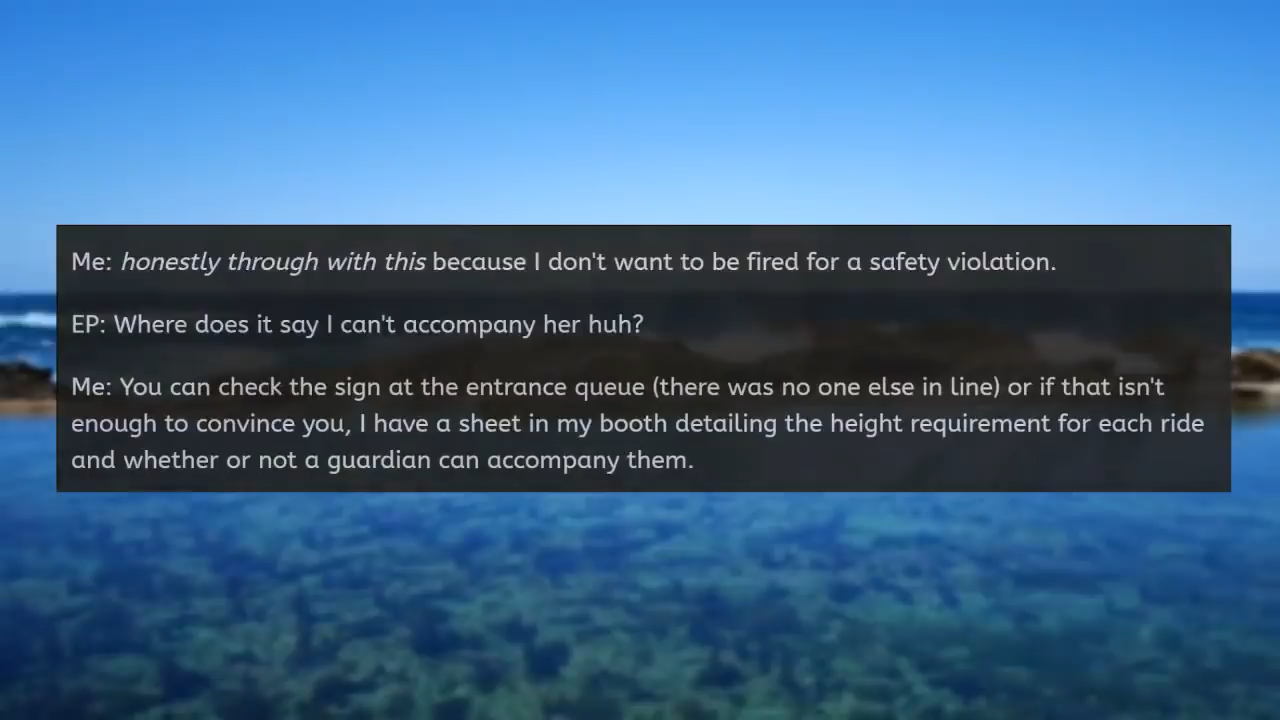 Me: honestly through with this because I don't want to be fired for a safety violation.
EP: Where does it say I can't accompany her huh?
Me: You can check the sign at the entrance queue (there was no one else in line) or if that isn't
enough to convince you, I have a sheet in my booth detailing the height requirement for each ride
and whether or not a guardian can accompany them.